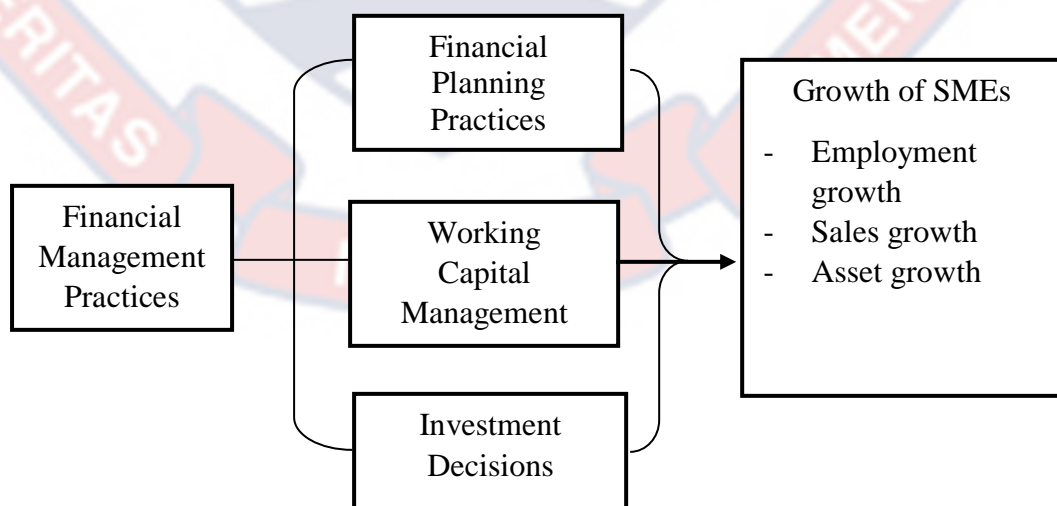 Financial
Planning
Practices
Growth of SMEs
- Employment
growth
- Sales growth
- Asset growth
Financial
Management
Practices
Working
Capital
Management
Investment
Decisions
VERITAS